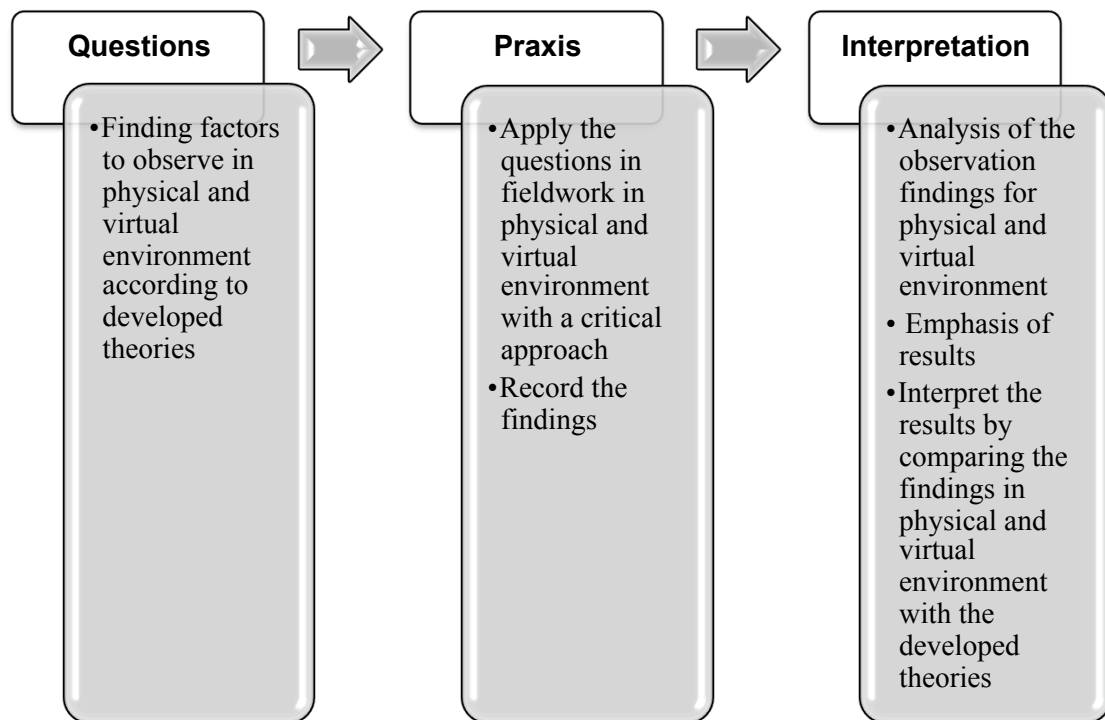 Questions
•Finding factors
to observe in
physical and
virtual
environment
according to
developed
theories
Praxis
•Apply the
questions in
fieldwork in
physical and
virtual
environment
with a critical
approach
•Record the
findings
Interpretation
•Analysis of the
observation
findings for
physical and
virtual
environment
• Emphasis of
results
•Interpret the
results by
comparing the
findings in
physical and
virtual
environment
with the
developed
theories